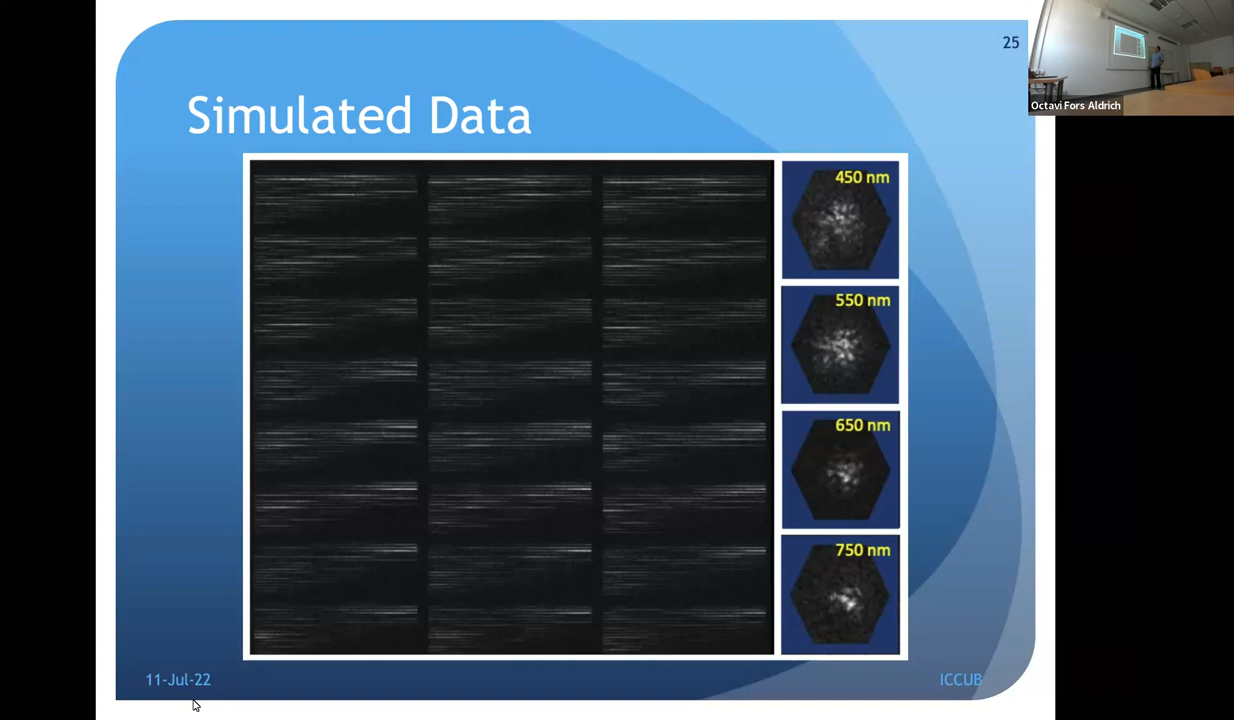 25
Octavi Fors Aldrich
Simulated Data
450 nm
550 nm
650 nm
750 nm
11-Jul-22
ICCUB